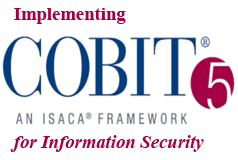 Implementing
COBIT® 5
AN ISACA® FRAMEWORK
for Information Security